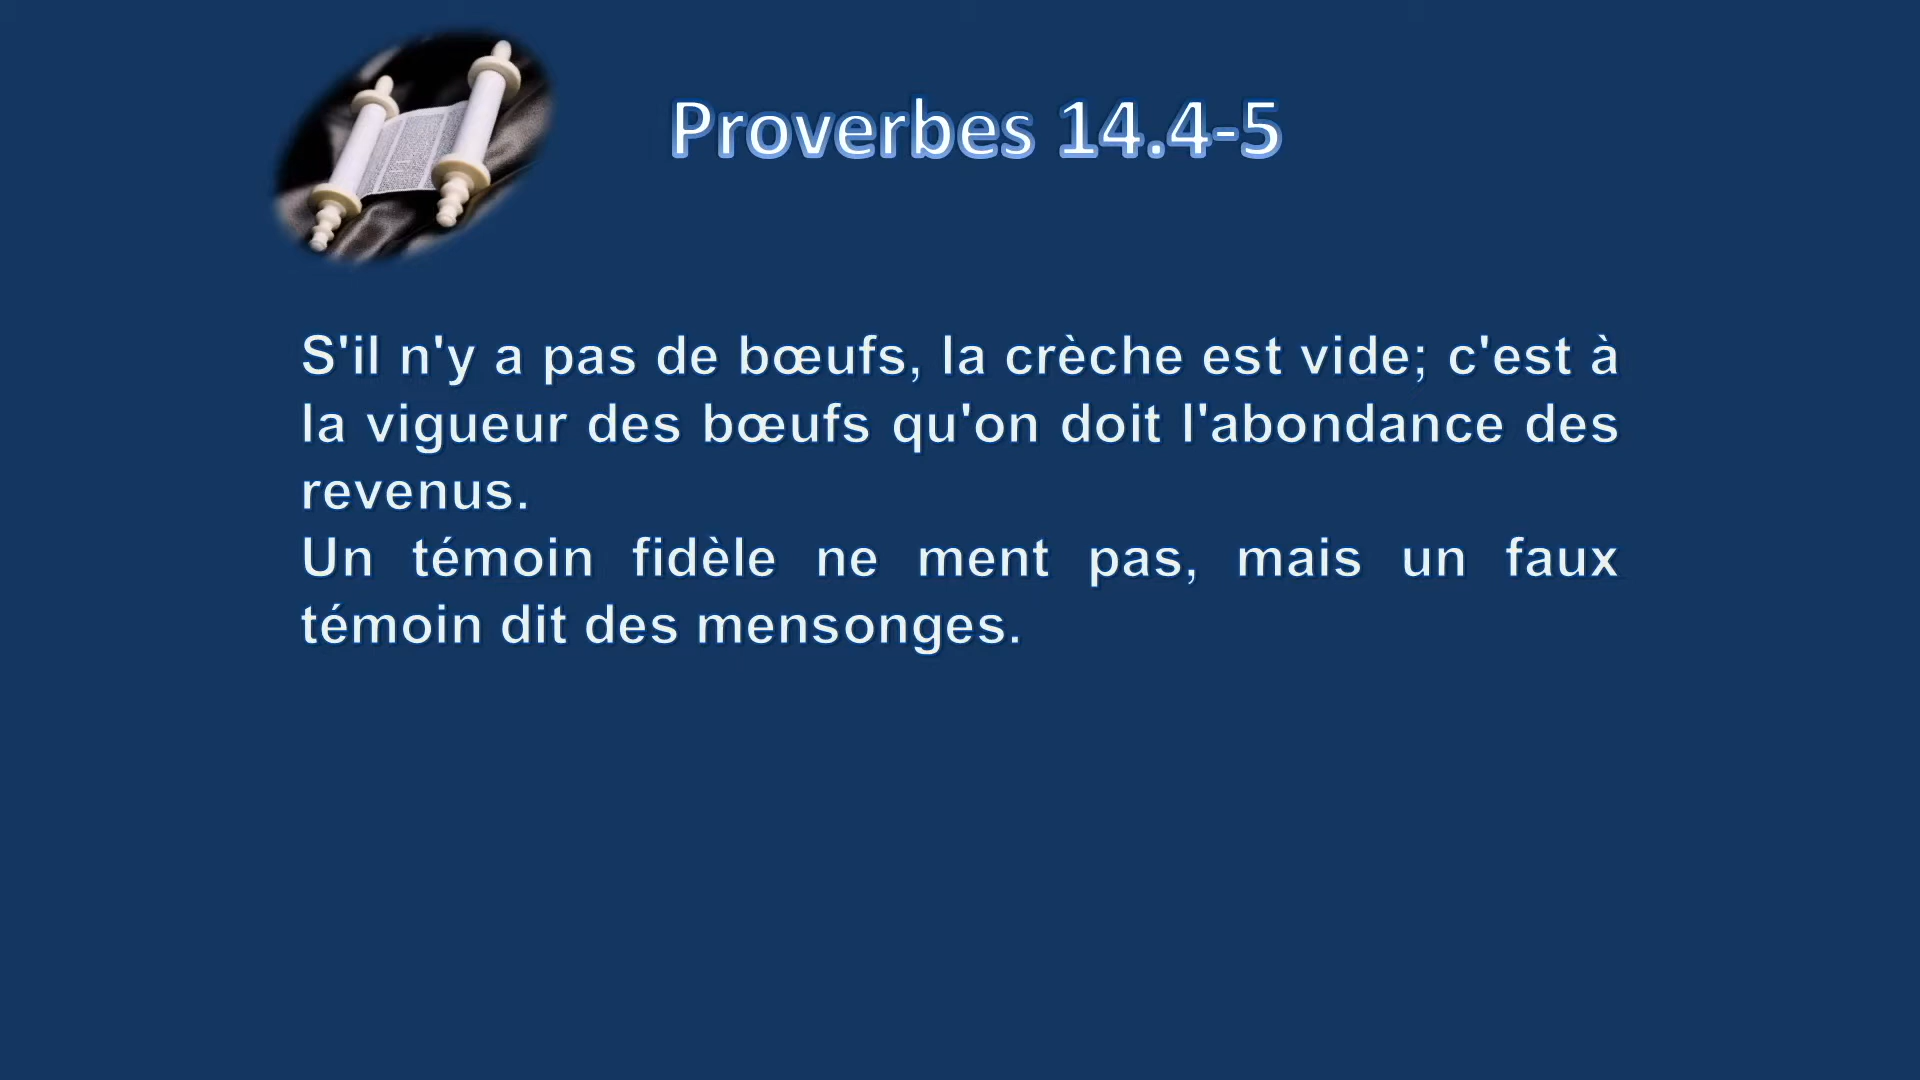 Proverbes 14.4-5
S'il n'y a pas de bœufs, la crèche est vide; c'est à
la vigueur des bœufs qu'on doit l'abondance des
revenus.
Un témoin fidèle ne ment pas, mais un faux
témoin dit des mensonges.